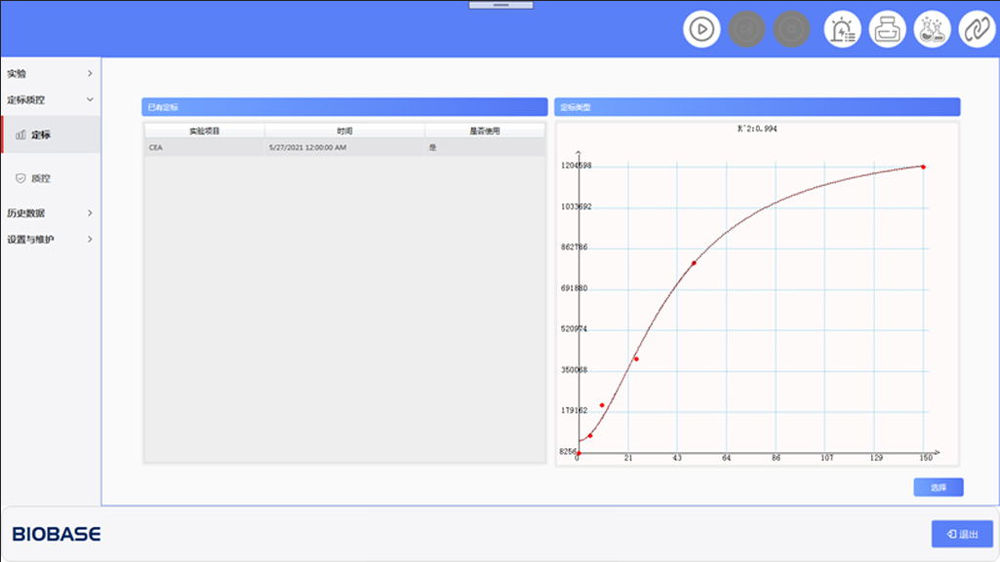 实验
定标质控
定标
质控
历史数据
设置与维护
已有定标
实验项目 时间 是否使用
CEA 5/27/2021 12:00:00 AM 是
定标类型
R^2:0.994
1204598
1033692
862786
691880
520974
350068
179162
8256
0 21 43 64 86 107 129 150
选择
BIOBASE
退出